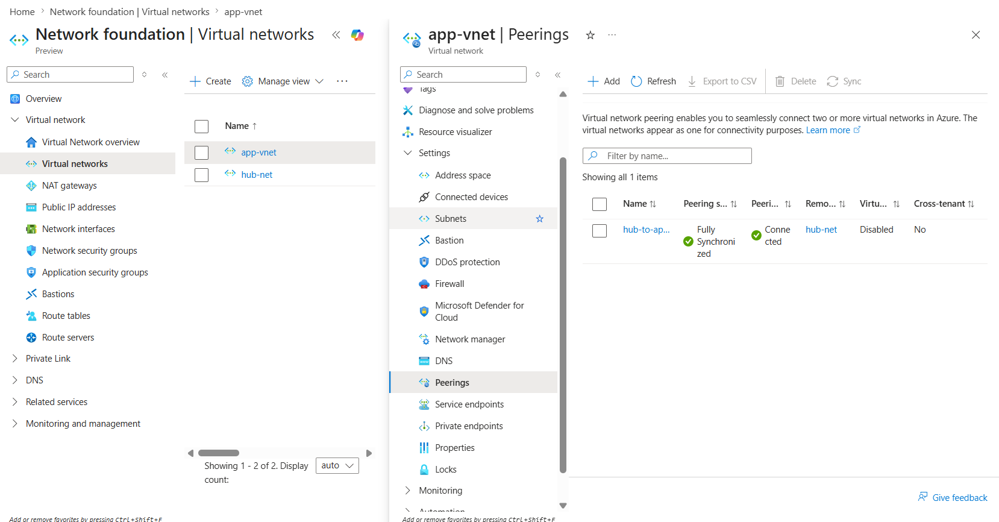 Home > Network foundation | Virtual networks > app-vnet
Network foundation | Virtual networks
Preview
Search
Overview
Virtual network
Virtual Network overview
Virtual networks
NAT gateways
Public IP addresses
Network interfaces
Network security groups
Application security groups
Bastions
Route tables
Route servers
Private Link
DNS
Related services
Monitoring and management
Add or remove favorites by pressing Ctrl+Shift+F
Create
Manage view
Name ↑
app-vnet
hub-net
Showing 1 - 2 of 2. Display
count:
auto
app-vnet | Peerings
Virtual network
Search
Tags
Diagnose and solve problems
Resource visualizer
Settings
Address space
Connected devices
Subnets
Bastion
DDoS protection
Firewall
Microsoft Defender for
Cloud
Network manager
DNS
Peerings
Service endpoints
Private endpoints
Properties
Locks
Monitoring
Automation
Add or remove favorites by pressing Ctrl+Shift+F
Add
Refresh
Export to CSV
Delete
Sync
Virtual network peering enables you to seamlessly connect two or more virtual networks in Azure. The
virtual networks appear as one for connectivity purposes. Learn more
Filter by name...
Showing all 1 items
Name ↑↓ Peering s... ↑↓ Peeri... ↑↓ Remo... ↑↓ Virtu... ↑↓ Cross-tenant ↑↓
hub-to-ap...
Fully
Synchroni
zed
Conne
cted
hub-net
Disabled
No
Give feedback